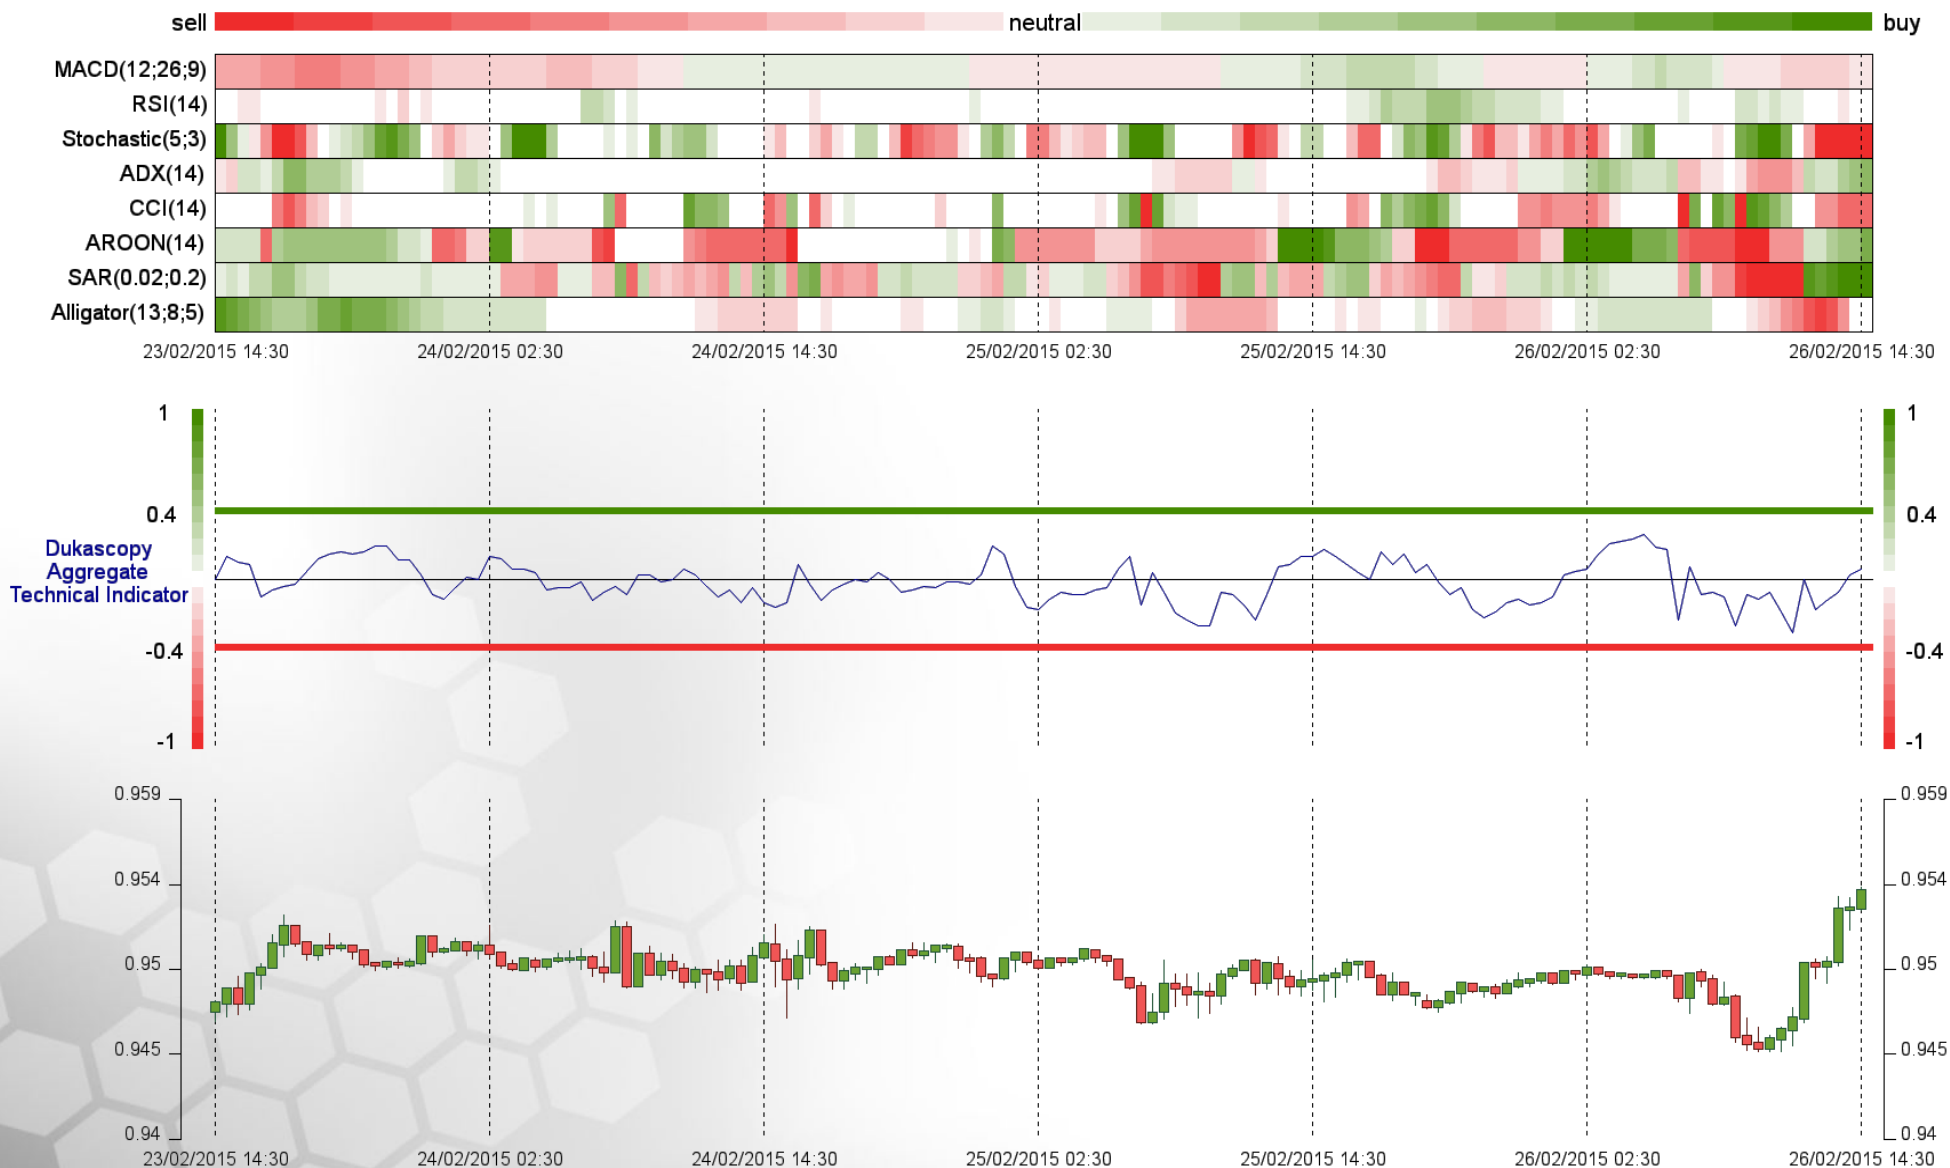 sell neutral buy
MACD(12;26;9)
RSI(14)
Stochastic(5;3)
ADX(14)
CCI(14)
AROON(14)
SAR(0.02;0.2)
Alligator(13;8;5)
23/02/2015 14:30 24/02/2015 02:30 24/02/2015 14:30 25/02/2015 02:30 25/02/2015 14:30 26/02/2015 02:30 26/02/2015 14:30
1 1
0.4 0.4
Dukascopy
Aggregate
Technical Indicator
-0.4 -0.4
-1 -1
0.959 0.959
0.954 0.954
0.95 0.95
0.945 0.945
0.94 0.94
23/02/2015 14:30 24/02/2015 02:30 24/02/2015 14:30 25/02/2015 02:30 25/02/2015 14:30 26/02/2015 02:30 26/02/2015 14:30